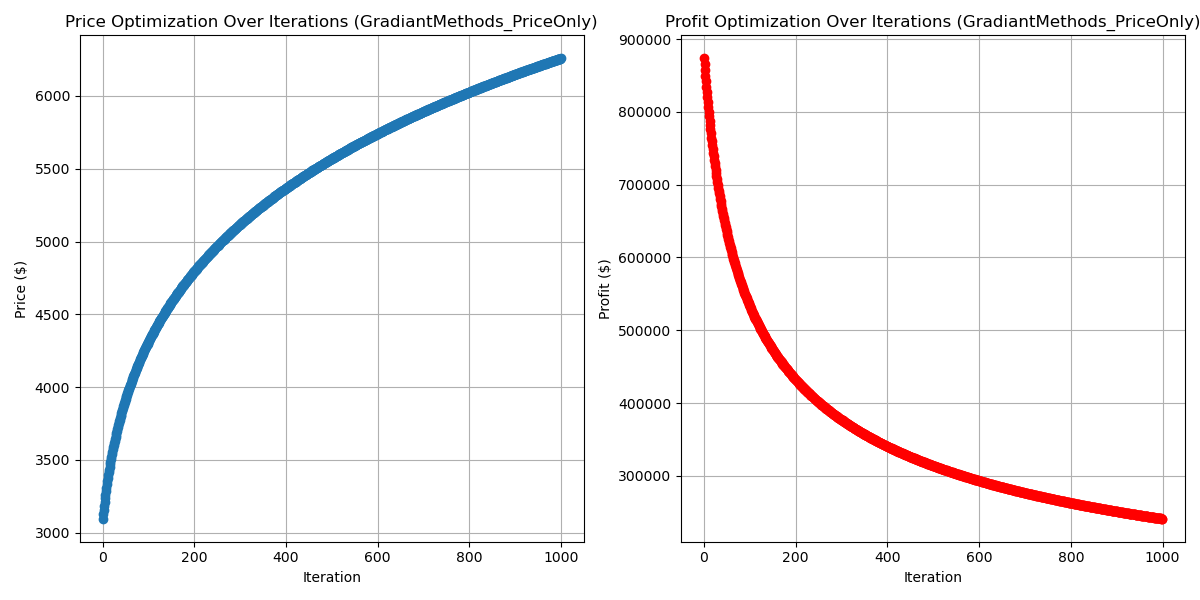 Price Optimization Over Iterations (GradiantMethods_PriceOnly)
Price ($)
6000
5500
5000
4500
4000
3500
3000
0 200 400 600 800 1000
Iteration
Profit Optimization Over Iterations (GradiantMethods_PriceOnly)
Profit ($)
900000
800000
700000
600000
500000
400000
300000
0 200 400 600 800 1000
Iteration